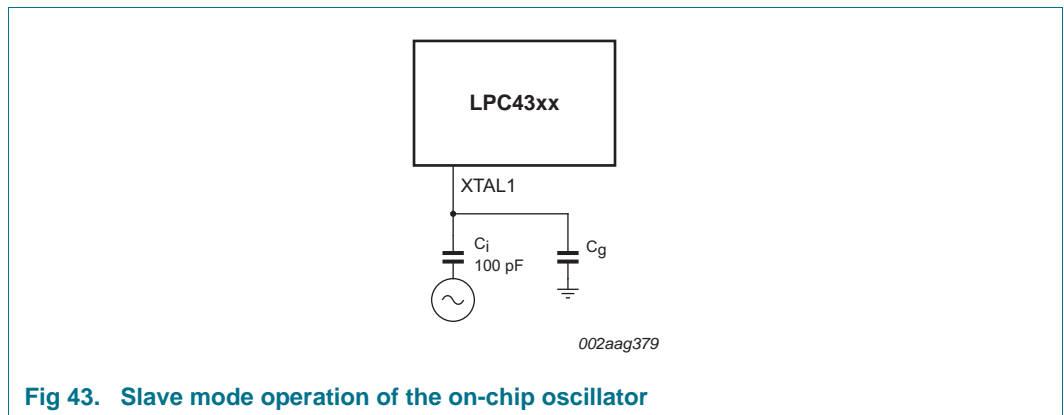 LPC43xx
XTAL1
Ci
100 pF
Cg
002aag379
Fig 43. Slave mode operation of the on-chip oscillator